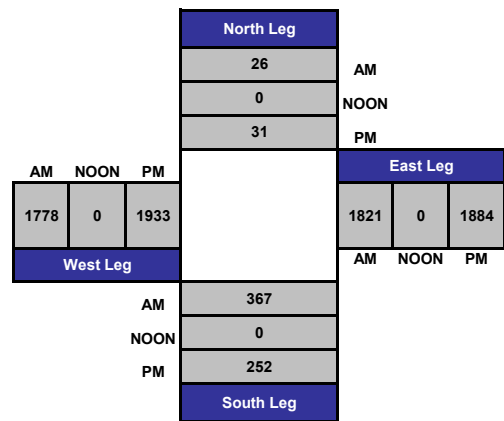 North Leg
26 AM
0 NOON
31 PM
AM NOON PM East Leg
1778 0 1933 1821 0 1884
West Leg AM NOON PM
AM 367
NOON 0
PM 252
South Leg